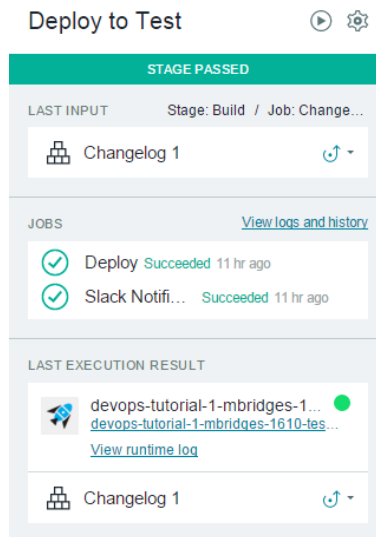 Deploy to Test
STAGE PASSED
LAST INPUT Stage: Build / Job: Change...
Changelog 1
JOBS View logs and history
Deploy Succeeded 11 hr ago
Slack Notifi... Succeeded 11 hr ago
LAST EXECUTION RESULT
devops-tutorial-1-mbridges-1...
devops-tutorial-1-mbridges-1610-tes...
View runtime log
Changelog 1